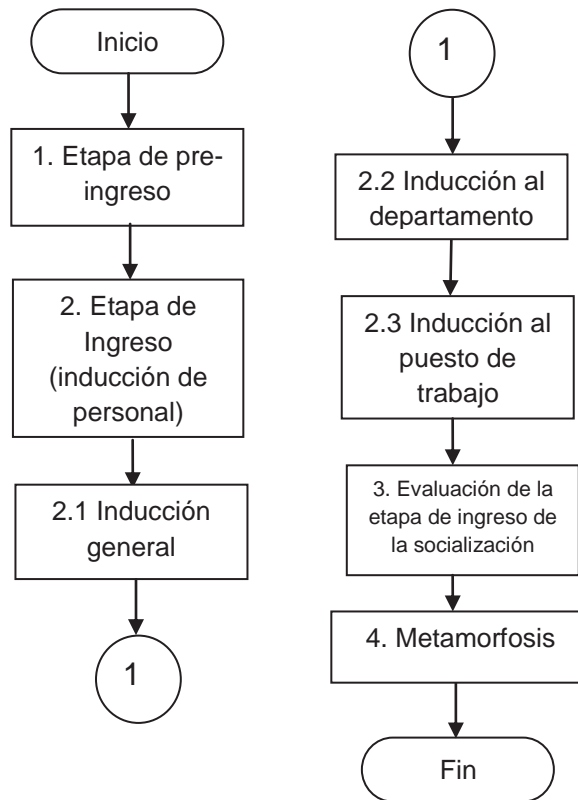 Inicio
1. Etapa de pre-
ingreso
2. Etapa de
Ingreso
(inducción de
personal)
2.1 Inducción
general
1
1
2.2 Inducción al
departamento
2.3 Inducción al
puesto de
trabajo
3. Evaluación de la
etapa de ingreso de
la socialización
4. Metamorfosis
Fin